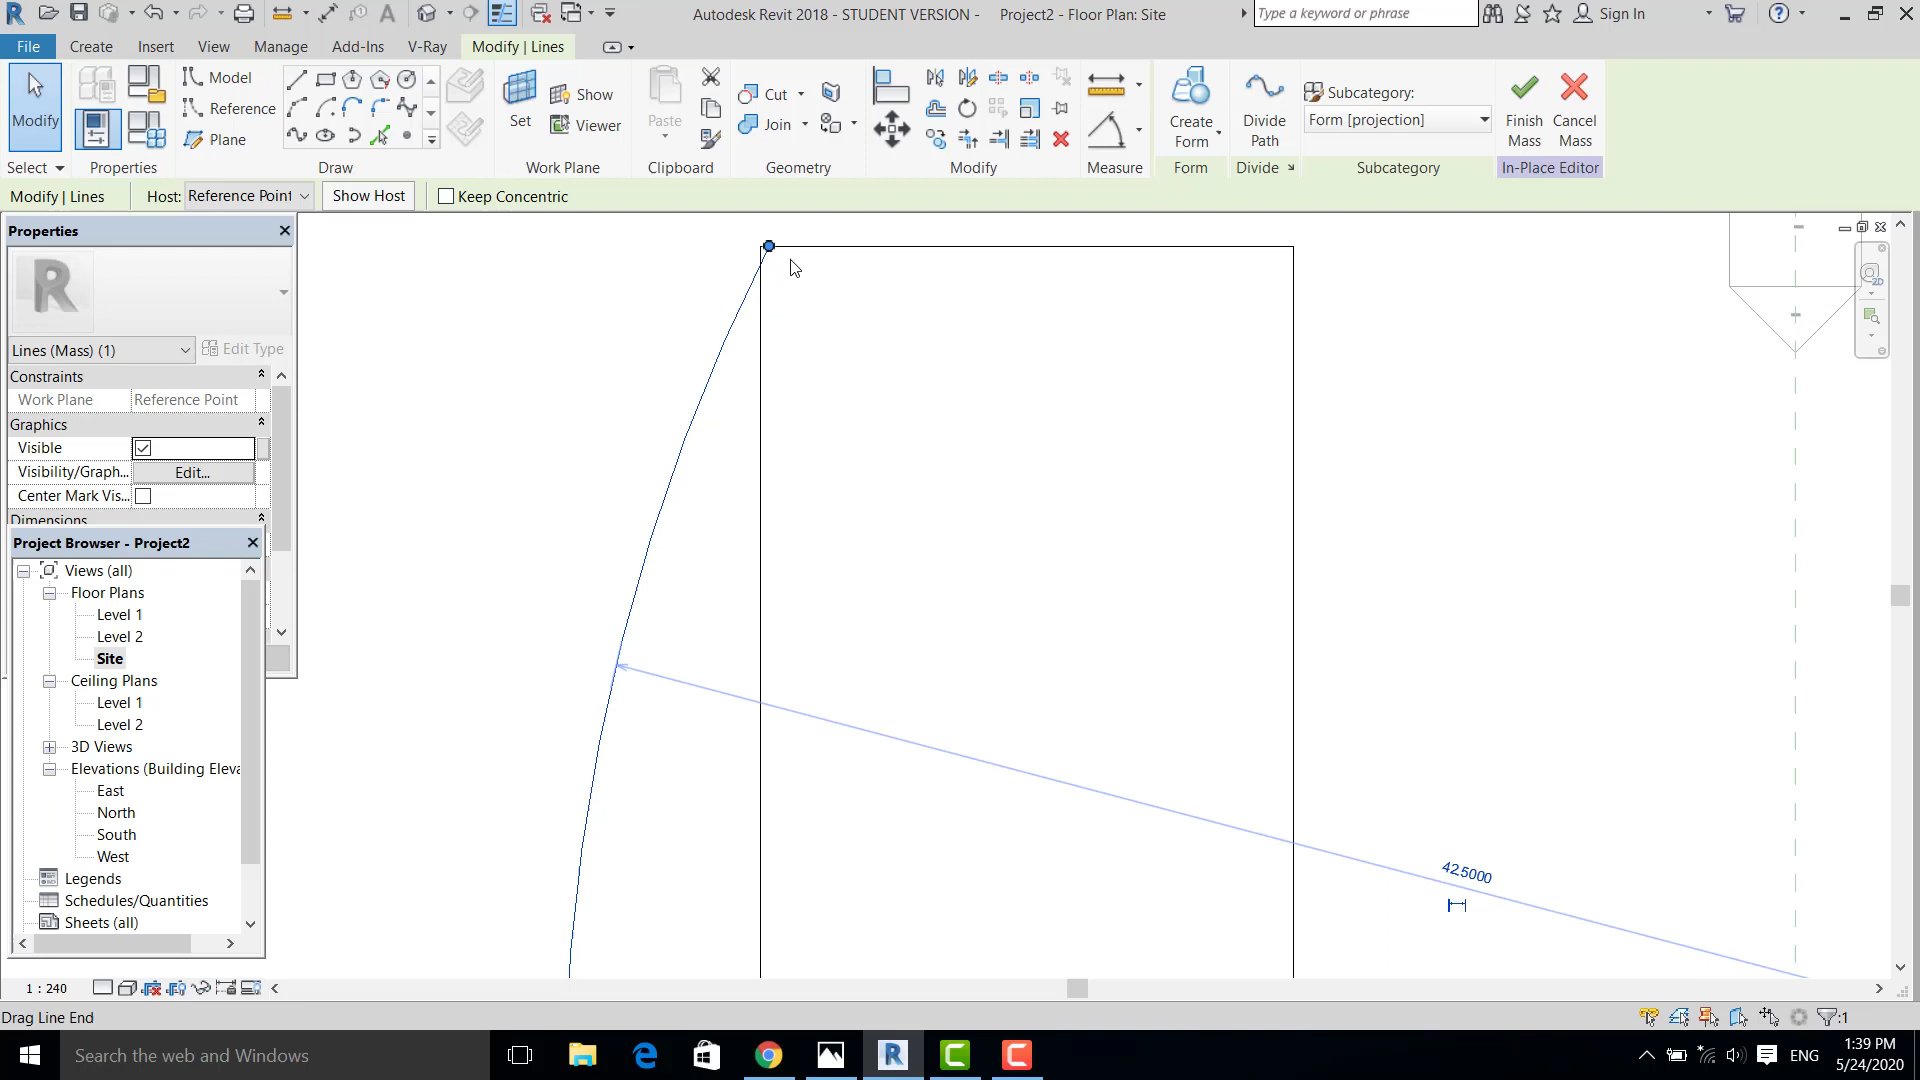 Autodesk Revit 2018 - STUDENT VERSION -    Project2 - Floor Plan: Site
Type a keyword or phrase
Sign In
File Create Insert View Manage Add-Ins V-Ray Modify | Lines
Modify
Model
Reference
Plane
Set
Show
Viewer
Paste
Cut
Join
Create
Form
Divide
Path
Subcategory:
Form [projection]
Finish
Mass
Cancel
Mass
Select Properties Draw Work Plane Clipboard Geometry Modify Measure Form Divide Subcategory In-Place Editor
Modify | Lines Host: Reference Point Show Host Keep Concentric
Properties
R
Lines (Mass) (1) Edit Type
Constraints
Work Plane Reference Point
Graphics
Visible
Visibility/Graph... Edit...
Center Mark Vis...
Dimensions
Project Browser - Project2
Views (all)
Floor Plans
Level 1
Level 2
Site
Ceiling Plans
Level 1
Level 2
3D Views
Elevations (Building Eleva
East
North
South
West
Legends
Schedules/Quantities
Sheets (all)
2D
42.5000
1 : 240
Drag Line End
:1
Search the web and Windows
ENG
1:39 PM
5/24/2020